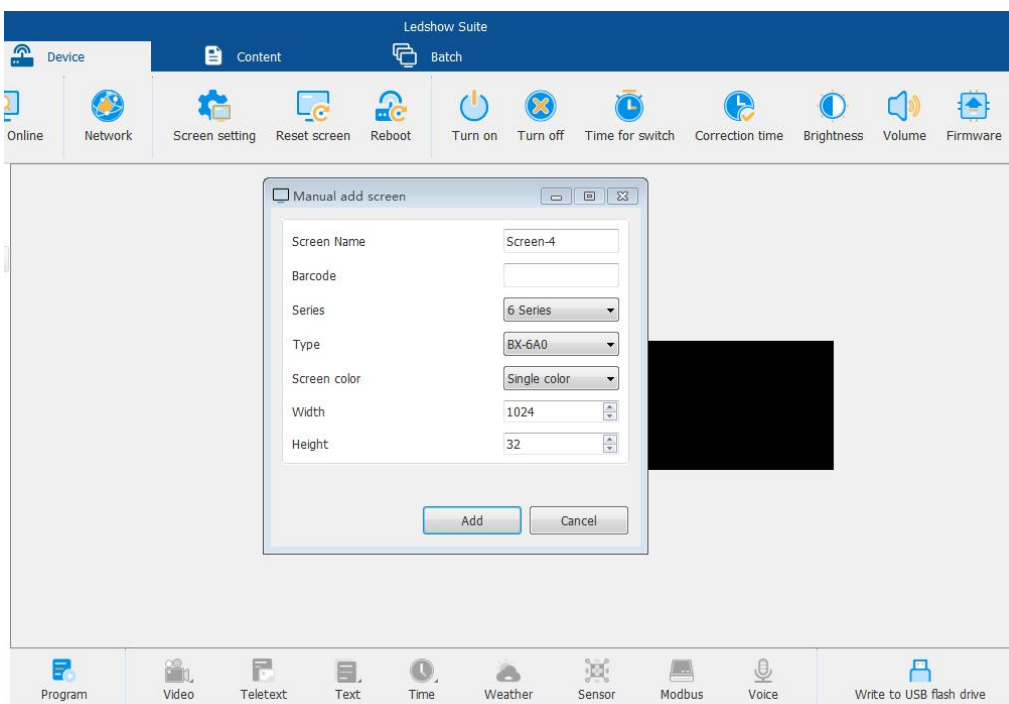 Ledshow Suite
Device Content Batch
Online Network Screen setting Reset screen Reboot Turn on Turn off Time for switch Correction time Brightness Volume Firmware
Manual add screen
Screen Name Screen-4
Barcode
Series 6 Series
Type BX-6A0
Screen color Single color
Width 1024
Height 32
Add Cancel
Program Video Teletext Text Time Weather Sensor Modbus Voice Write to USB flash drive